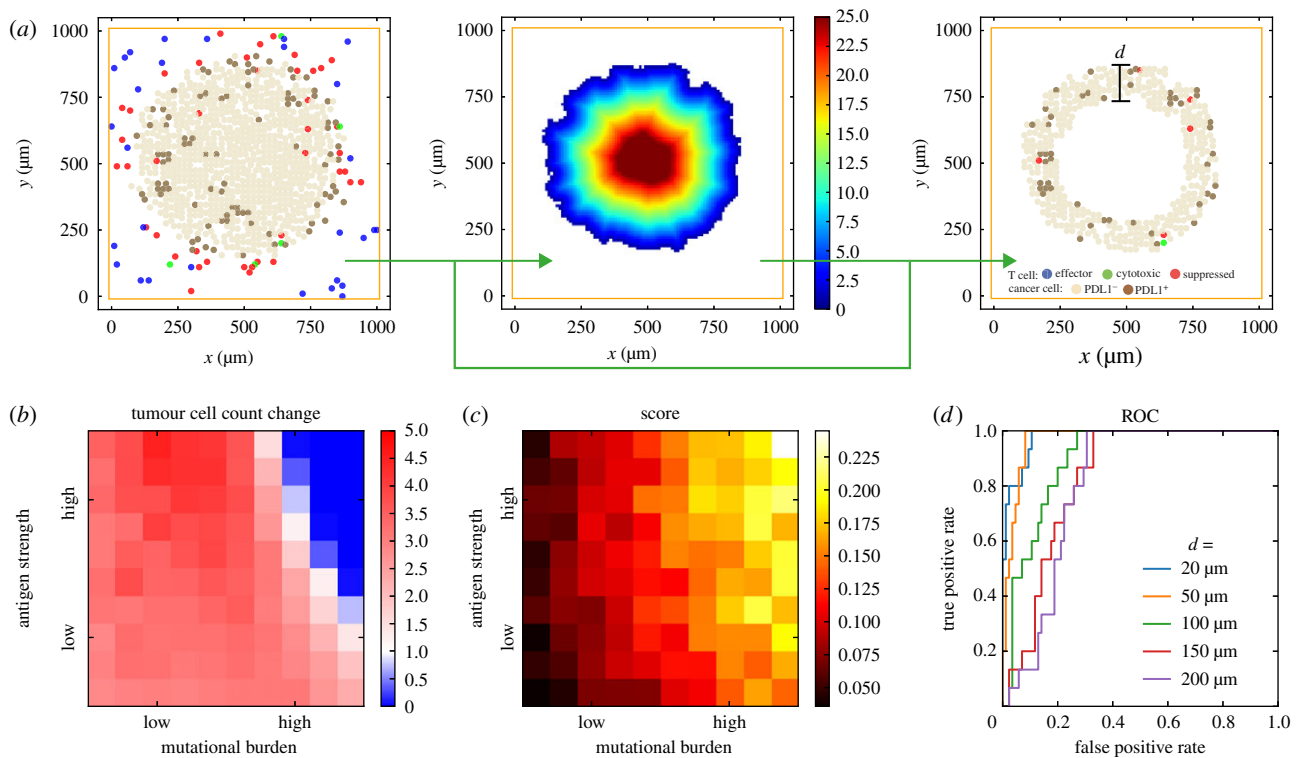 (a)
1000
750
500
250
0
y (µm)
0 250 500 750 1000
x (µm)
1000
750
500
250
0
y (µm)
0 250 500 750 1000
x (µm)
25.0
22.5
20.0
17.5
15.0
12.5
10.0
7.5
5.0
2.5
0
1000
750
500
250
0
y (µm)
d
T cell: effector cytotoxic suppressed
cancer cell: PDL1⁻ PDL1⁺
0 250 500 750 1000
x (µm)
(b)
tumour cell count change
antigen strength
high
low
low high
mutational burden
5.0
4.5
4.0
3.5
3.0
2.5
2.0
1.5
1.0
0.5
0
(c)
score
antigen strength
high
low
low high
mutational burden
0.225
0.200
0.175
0.150
0.125
0.100
0.075
0.050
(d)
ROC
1.0
0.8
0.6
0.4
0.2
true positive rate
d =
20 µm
50 µm
100 µm
150 µm
200 µm
0 0.2 0.4 0.6 0.8 1.0
false positive rate